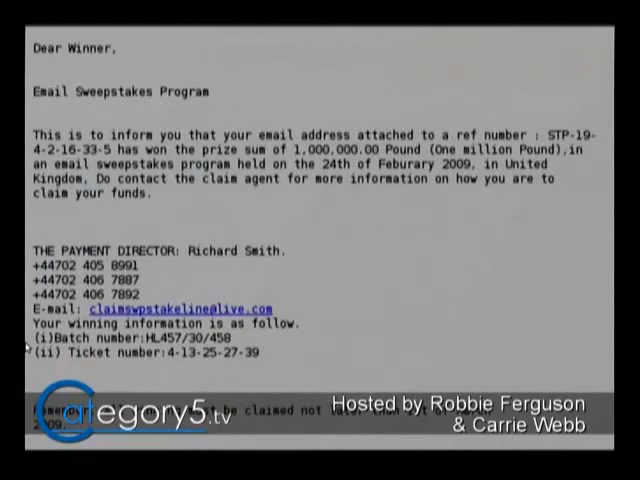 Dear Winner,
Email Sweepstakes Program
This is to inform you that your email address attached to a ref number : STP-19-
4-2-16-33-5 has won the prize sum of 1,000,000.00 Pound (One million Pound),in
an email sweepstakes program held on the 24th of Feburary 2009, in United
Kingdom, Do contact the claim agent for more information on how you are to
claim your funds.
THE PAYMENT DIRECTOR: Richard Smith.
+44702 405 8991
+44702 406 7887
+44702 406 7892
E-mail: claimswpstakeline@live.com
Your winning information is as follow.
(i)Batch number:HL457/30/458
(ii) Ticket number:4-13-25-27-39
be claimed not later than
2009.
Category5.tv
Hosted by Robbie Ferguson
& Carrie Webb